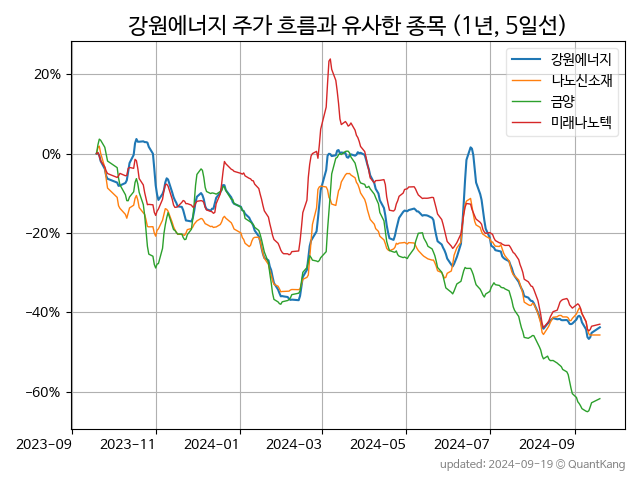 강원에너지 주가 흐름과 유사한 종목 (1년, 5일선)
강원에너지
나노신소재
금양
미래나노텍
20%
0%
−20%
−40%
−60%
2023-09 2023-11 2024-01 2024-03 2024-05 2024-07 2024-09
updated: 2024-09-19 © QuantKang